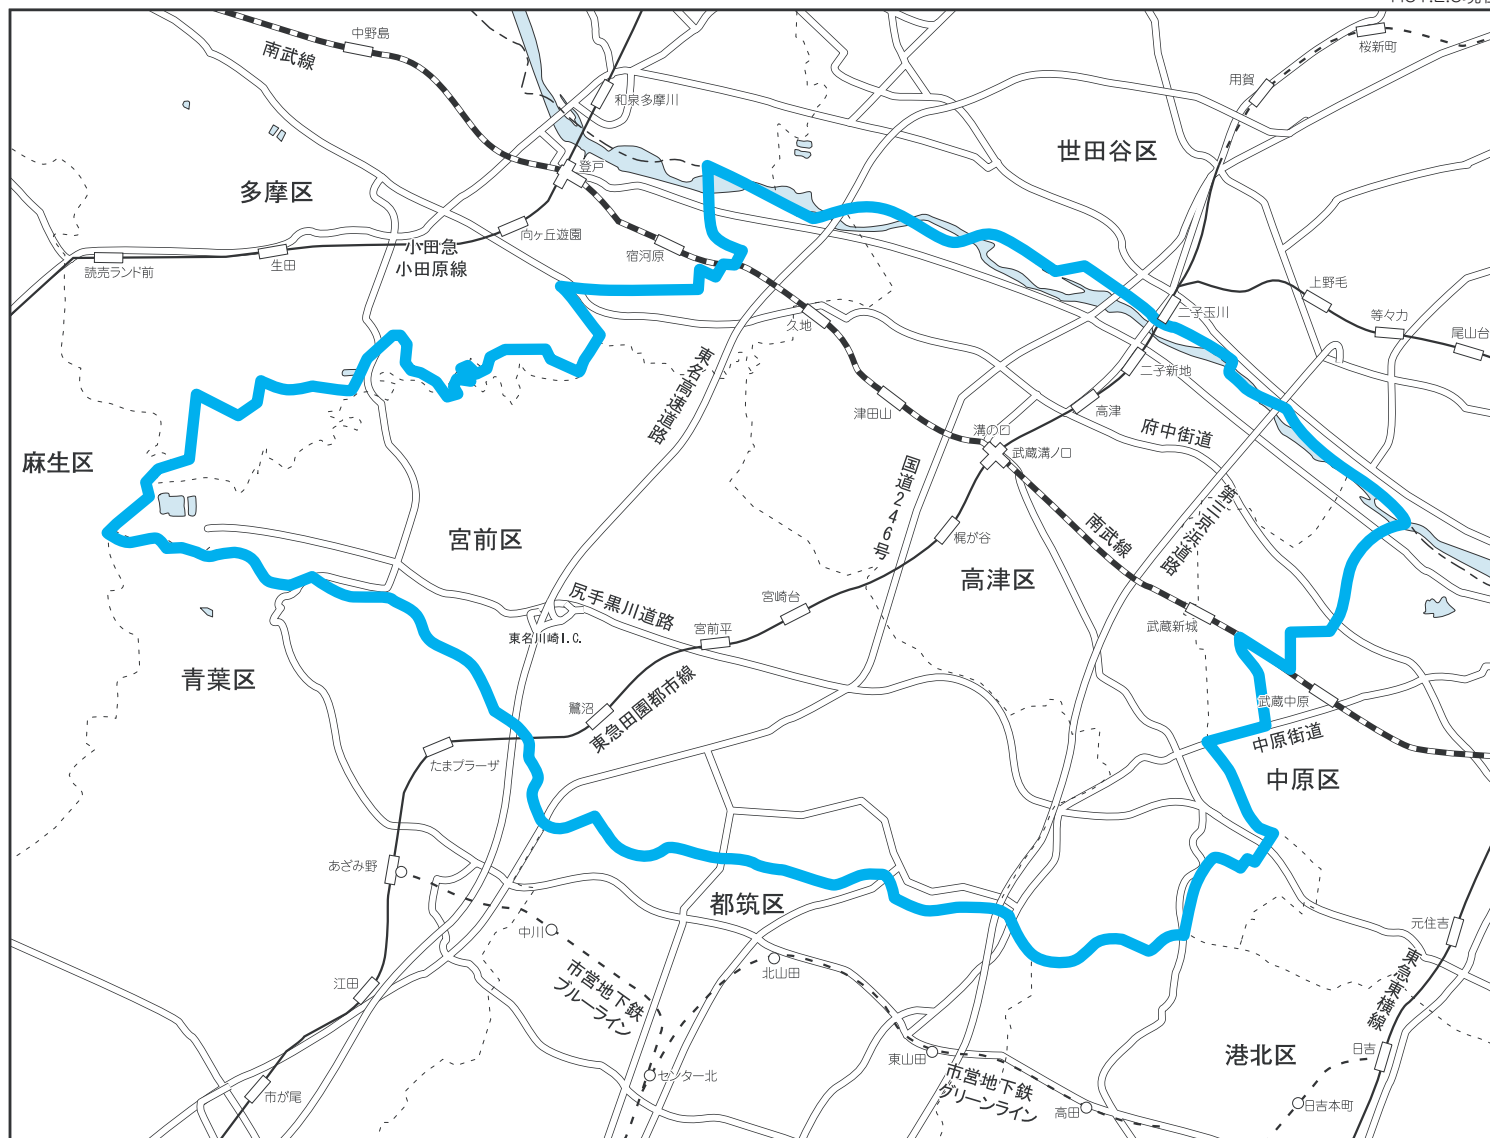 中野島
南武線
桜新町
用賀
和泉多摩川
世田谷区
登戸
多摩区
向ヶ丘遊園
小田急
小田原線
宿河原
生田
読売ランド前
上野毛
二子玉川
等々力
尾山台
久地
東名高速道路
二子新地
津田山
高津
府中街道
溝の口
武蔵溝ノ口
麻生区
国道246号
第三京浜道路
南武線
宮前区
梶が谷
高津区
尻手黒川道路
宮崎台
宮前平
武蔵新城
東名川崎I.C.
青葉区
鷺沼
東急田園都市線
武蔵中原
中原街道
たまプラーザ
中原区
あざみ野
都筑区
中川
元住吉
北山田
市営地下鉄
ブルーライン
江田
東急東横線
港北区
日吉
東山田
センター北
市営地下鉄
グリーンライン
市が尾
高田
日吉本町